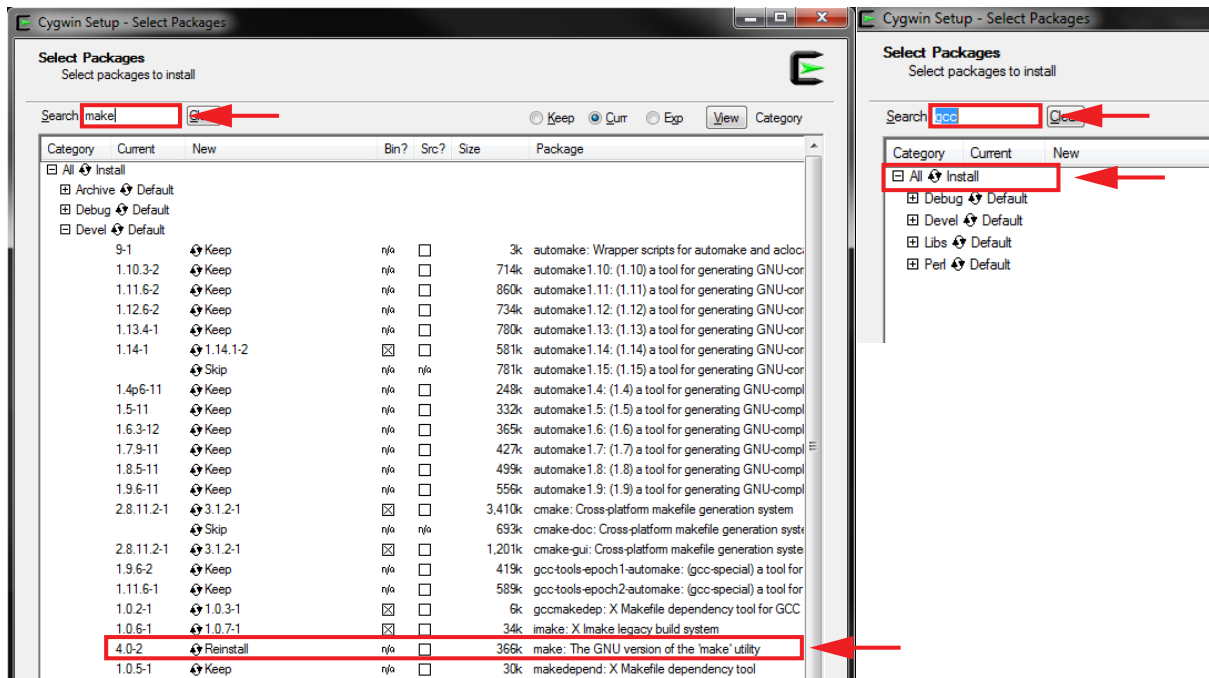 Cygwin Setup - Select Packages
Select Packages
Select packages to install
Search make Keep Curr Exp View Category
Category Current New Bin? Src? Size Package
All Install
Archive Default
Debug Default
Devel Default
9-1 Keep n/a 3k automake: Wrapper scripts for automake and acloc
1.10.3-2 Keep n/a 714k automake1.10: (1.10) a tool for generating GNU-cor
1.11.6-2 Keep n/a 860k automake1.11: (1.11) a tool for generating GNU-cor
1.12.6-2 Keep n/a 734k automake1.12: (1.12) a tool for generating GNU-cor
1.13.4-1 Keep n/a 780k automake1.13: (1.13) a tool for generating GNU-cor
1.14-1 1.14.1-2 581k automake1.14: (1.14) a tool for generating GNU-cor
Skip n/a n/a 781k automake1.15: (1.15) a tool for generating GNU-cor
1.4p6-11 Keep n/a 248k automake1.4: (1.4) a tool for generating GNU-compl
1.5-11 Keep n/a 332k automake1.5: (1.5) a tool for generating GNU-compl
1.6.3-12 Keep n/a 365k automake1.6: (1.6) a tool for generating GNU-compl
1.7.9-11 Keep n/a 427k automake1.7: (1.7) a tool for generating GNU-compl
1.8.5-11 Keep n/a 499k automake1.8: (1.8) a tool for generating GNU-compl
1.9.6-11 Keep n/a 556k automake1.9: (1.9) a tool for generating GNU-compl
2.8.11.2-1 3.1.2-1 3,410k cmake: Cross-platform makefile generation system
Skip n/a n/a 693k cmake-doc: Cross-platform makefile generation syste
2.8.11.2-1 3.1.2-1 1,201k cmake-gui: Cross-platform makefile generation syste
1.9.6-2 Keep n/a 419k gcc-tools-epoch1-automake: (gcc-special) a tool for
1.11.6-1 Keep n/a 589k gcc-tools-epoch2-automake: (gcc-special) a tool for
1.0.2-1 1.0.3-1 6k gccmakedep: X Makefile dependency tool for GCC
1.0.6-1 1.0.7-1 34k imake: X Imake legacy build system
4.0-2 Reinstall n/a 366k make: The GNU version of the 'make' utility
1.0.5-1 Keep n/a 30k makedepend: X Makefile dependency tool
Cygwin Setup - Select Packages
Select Packages
Select packages to install
Search gcc Clear
Category Current New
All Install
Debug Default
Devel Default
Libs Default
Perl Default